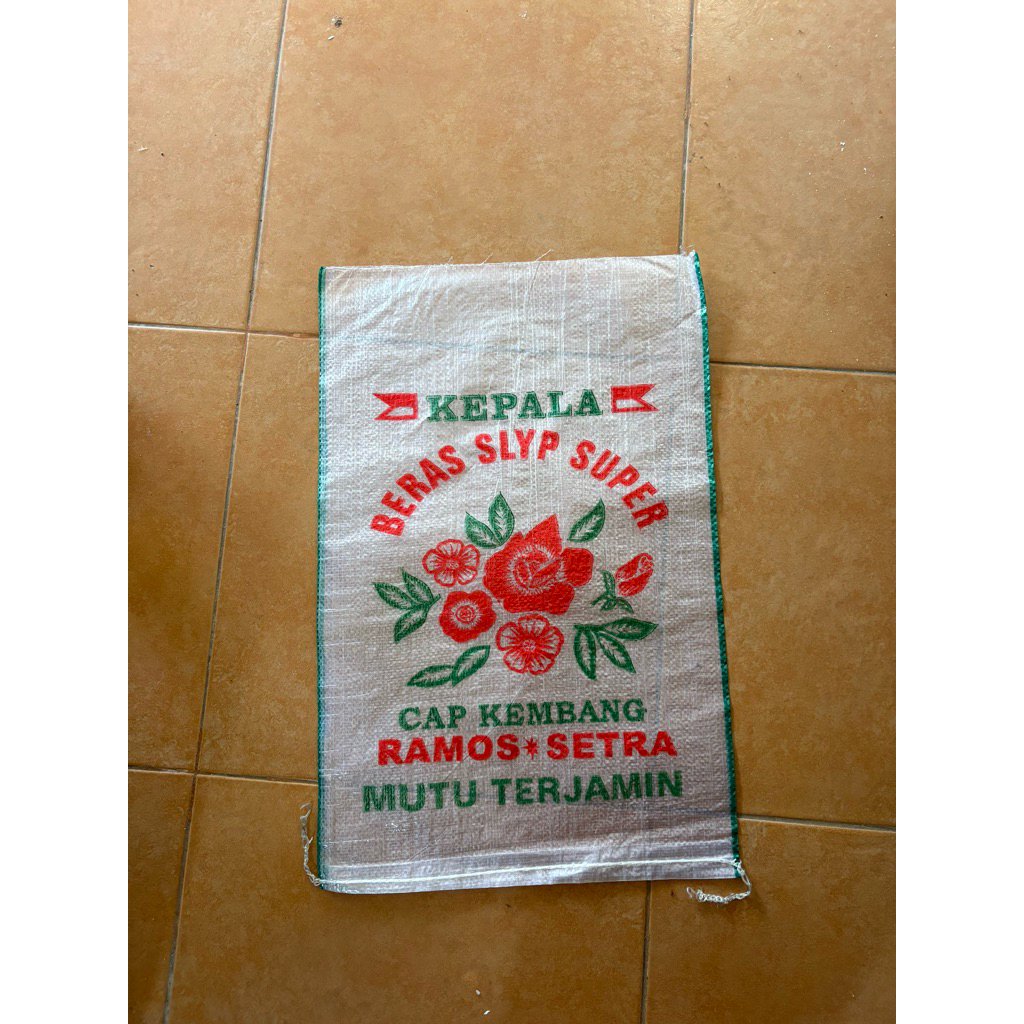 KEPALA
BERAS SLYP SUPER
CAP KEMBANG
RAMOS*SETRA
MUTU TERJAMIN